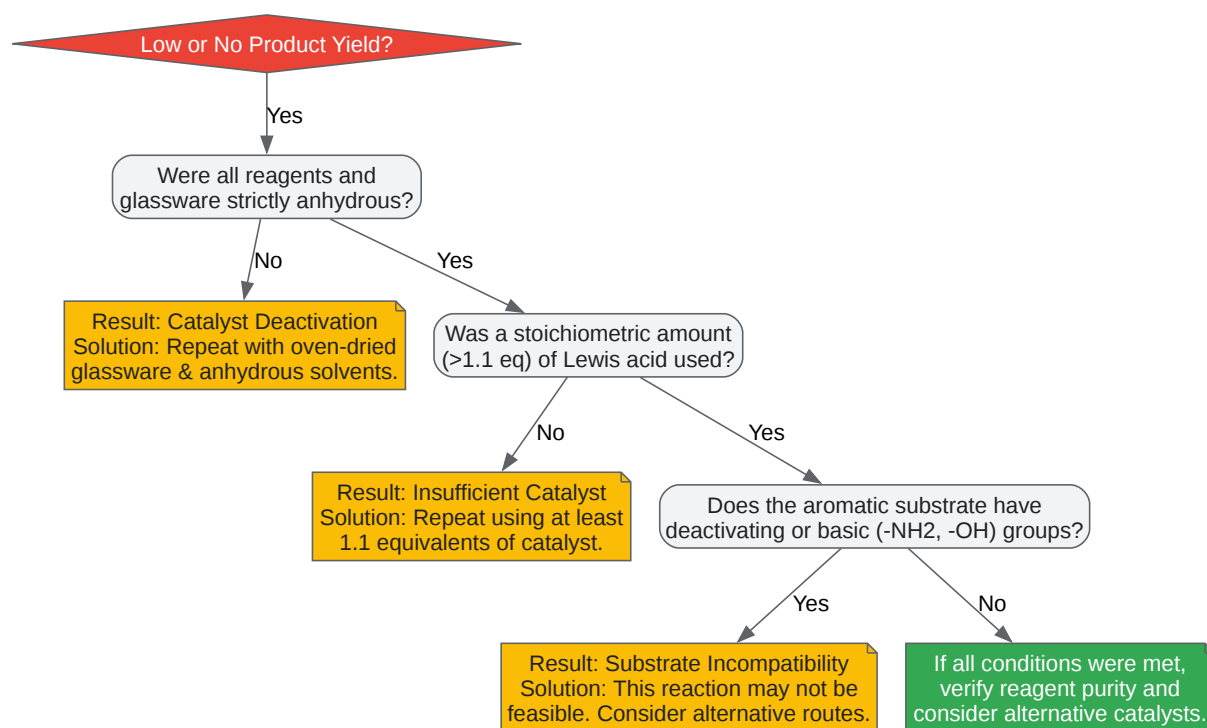 Low or No Product Yield?
Yes
Were all reagents and
glassware strictly anhydrous?
No
Yes
Result: Catalyst Deactivation
Solution: Repeat with oven-dried
glassware & anhydrous solvents.
Was a stoichiometric amount
(>1.1 eq) of Lewis acid used?
No
Yes
Result: Insufficient Catalyst
Solution: Repeat using at least
1.1 equivalents of catalyst.
Does the aromatic substrate have
deactivating or basic (-NH2, -OH) groups?
Yes
No
Result: Substrate Incompatibility
Solution: This reaction may not be
feasible. Consider alternative routes.
If all conditions were met,
verify reagent purity and
consider alternative catalysts.